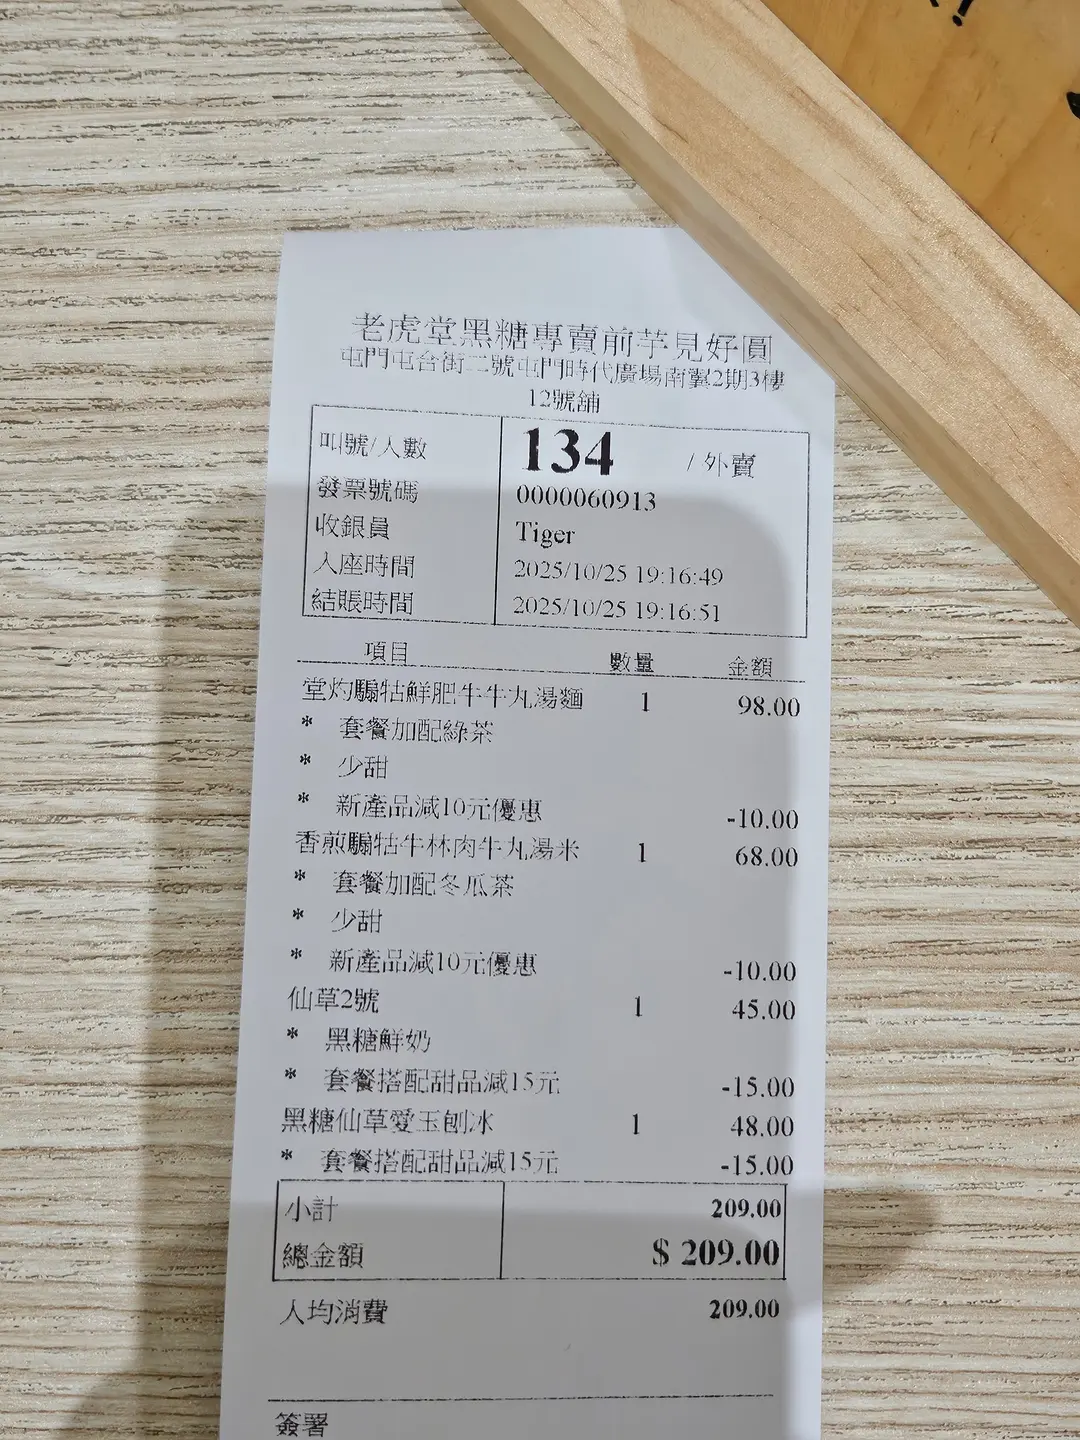 老虎堂黑糖專賣前芋見好圓
屯門屯合街二號屯門時代廣場南翼2期3樓
12號舖
叫號/人數 134 / 外賣
發票號碼 0000060913
收銀員 Tiger
入座時間 2025/10/25 19:16:49
結賬時間 2025/10/25 19:16:51
項目 數量 金額
堂灼騸牯鮮肥牛牛丸湯麵 1 98.00
* 套餐加配綠茶
* 少甜
* 新產品減10元優惠 -10.00
香煎騸牯牛林肉牛丸湯米 1 68.00
* 套餐加配冬瓜茶
* 少甜
* 新產品減10元優惠 -10.00
仙草2號 1 45.00
* 黑糖鮮奶
* 套餐搭配甜品減15元 -15.00
黑糖仙草愛玉刨冰 1 48.00
* 套餐搭配甜品減15元 -15.00
小計 209.00
總金額 $ 209.00
人均消費 209.00
簽署